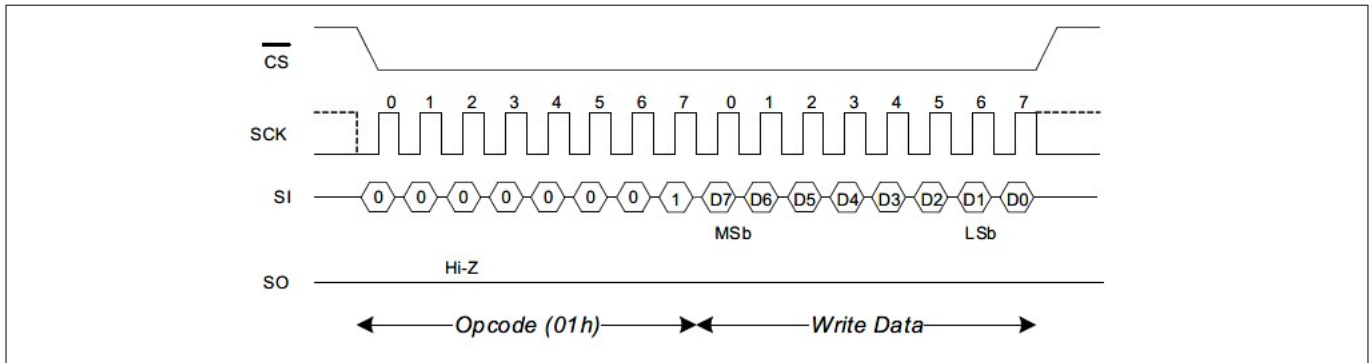 CS
0 1 2 3 4 5 6 7 0 1 2 3 4 5 6 7
SCK
SI 0 0 0 0 0 0 0 1 D7 D6 D5 D4 D3 D2 D1 D0
MSb LSb
Hi-Z
SO
Opcode (01h) Write Data